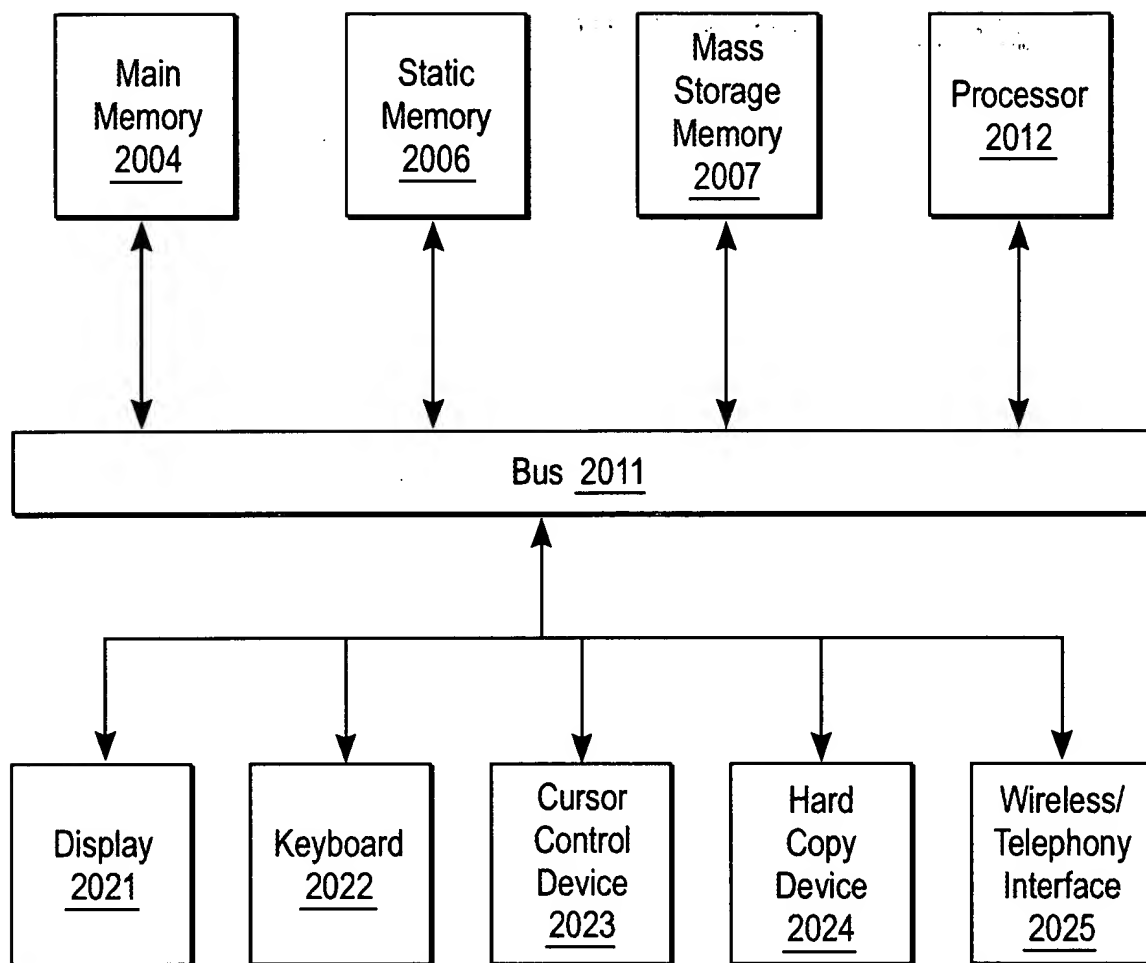 Main
Memory
2004
Static
Memory
2006
Mass
Storage
Memory
2007
Processor
2012
Bus 2011
Display
2021
Keyboard
2022
Cursor
Control
Device
2023
Hard
Copy
Device
2024
Wireless/
Telephony
Interface
2025